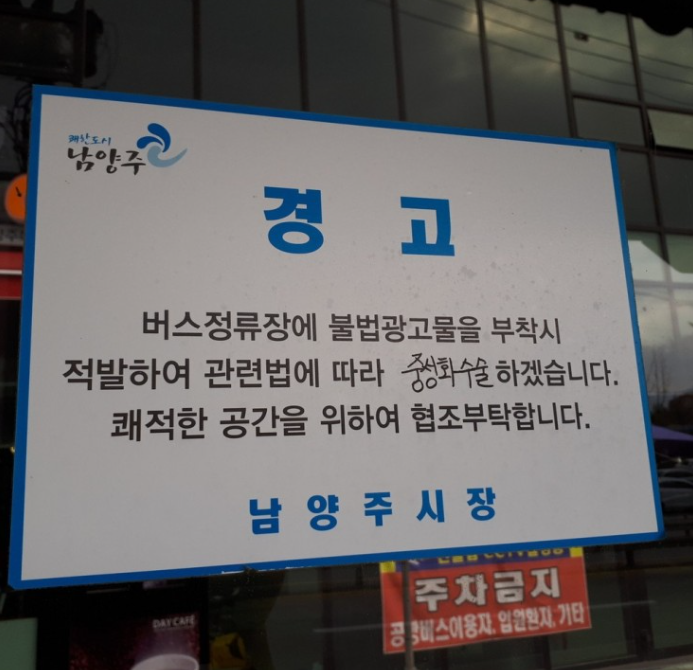 쾌한도시
남양주
경고
버스정류장에 불법광고물을 부착시
적발하여 관련법에 따라 중성화수술하겠습니다.
쾌적한 공간을 위하여 협조부탁합니다.
남양주시장
주차금지
공항버스이용자, 입원환자, 기타
DAY CAFE